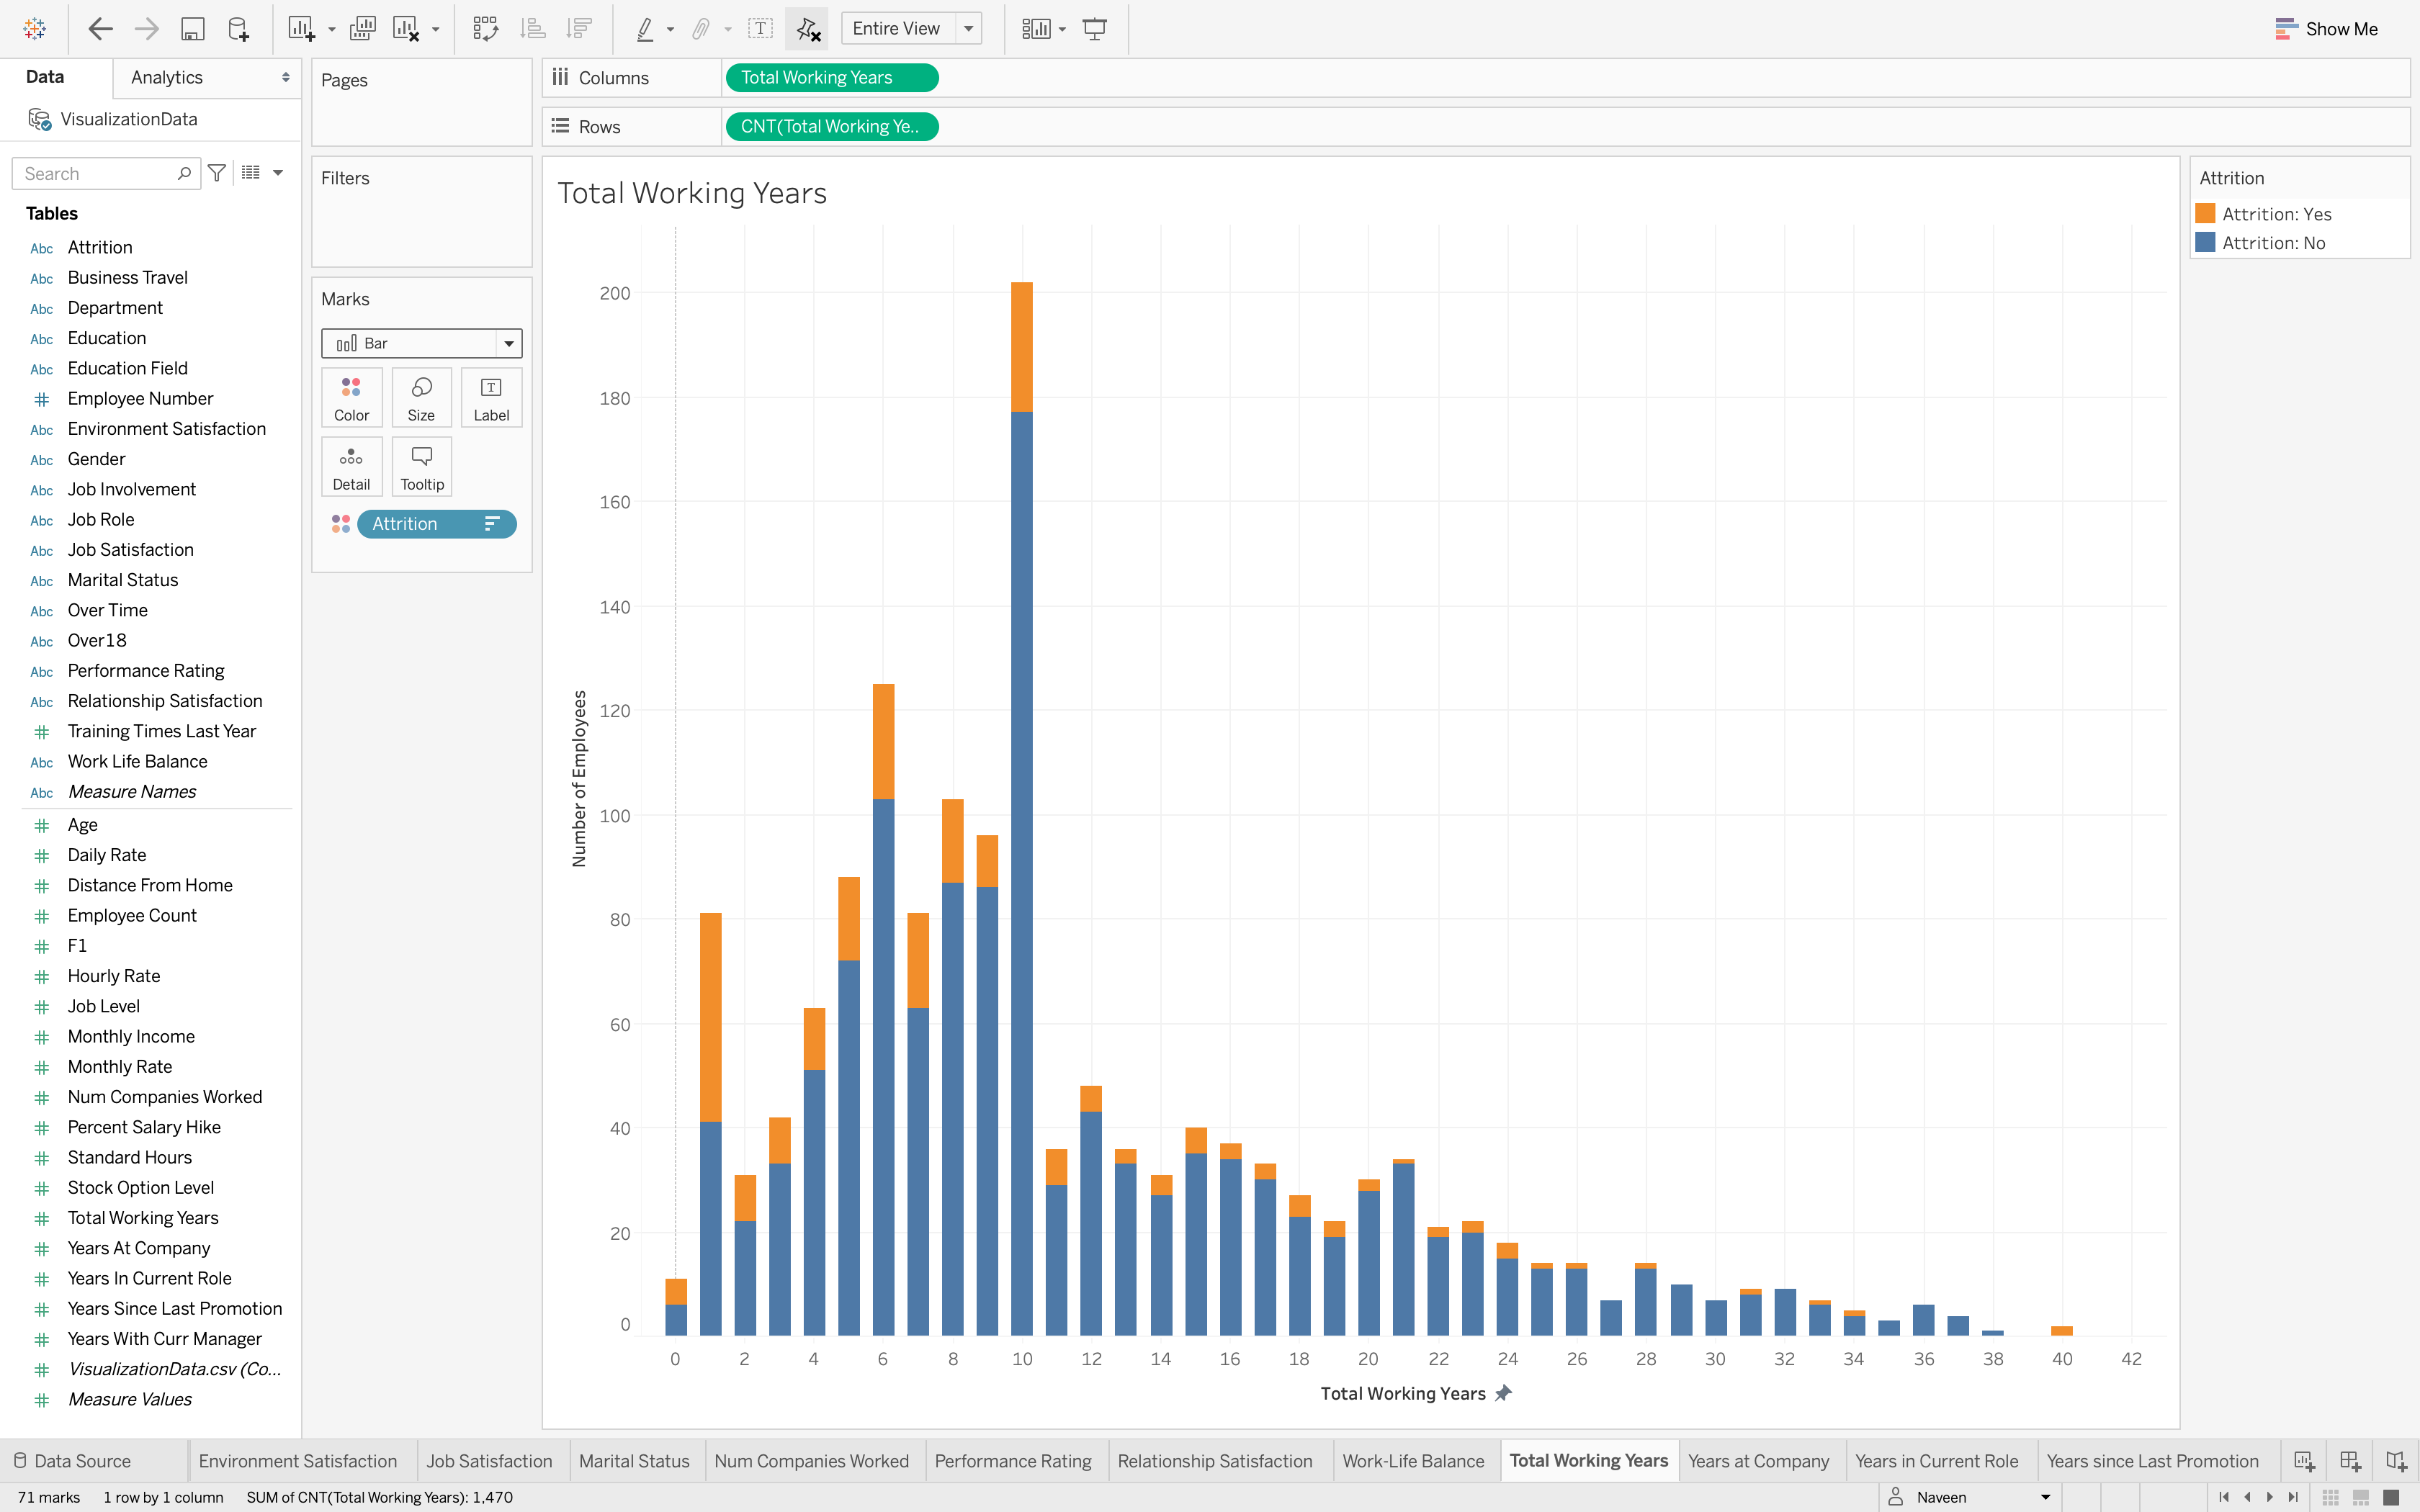 Entire View
Show Me
Data
Analytics
VisualizationData
Search
Tables
Abc Attrition
Abc Business Travel
Abc Department
Abc Education
Abc Education Field
# Employee Number
Abc Environment Satisfaction
Abc Gender
Abc Job Involvement
Abc Job Role
Abc Job Satisfaction
Abc Marital Status
Abc Over Time
Abc Over18
Abc Performance Rating
Abc Relationship Satisfaction
# Training Times Last Year
Abc Work Life Balance
Abc Measure Names
# Age
# Daily Rate
# Distance From Home
# Employee Count
# F1
# Hourly Rate
# Job Level
# Monthly Income
# Monthly Rate
# Num Companies Worked
# Percent Salary Hike
# Standard Hours
# Stock Option Level
# Total Working Years
# Years At Company
# Years In Current Role
# Years Since Last Promotion
# Years With Curr Manager
# VisualizationData.csv (Co...
# Measure Values
Pages
Filters
Marks
Bar
Color Size Label
Detail Tooltip
Attrition
Columns Total Working Years
Rows CNT(Total Working Ye..
Total Working Years
Number of Employees
200
180
160
140
120
100
80
60
40
20
0
0 2 4 6 8 10 12 14 16 18 20 22 24 26 28 30 32 34 36 38 40 42
Total Working Years
Attrition
Attrition: Yes
Attrition: No
Data Source Environment Satisfaction Job Satisfaction Marital Status Num Companies Worked Performance Rating Relationship Satisfaction Work-Life Balance Total Working Years Years at Company Years in Current Role Years since Last Promotion
71 marks 1 row by 1 column SUM of CNT(Total Working Years): 1,470 Naveen